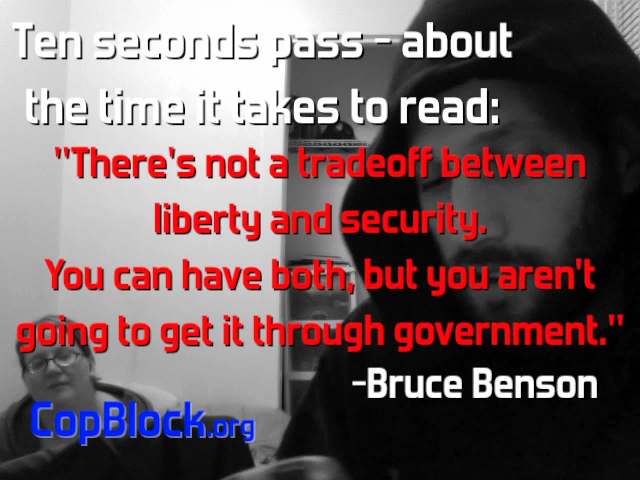 Ten seconds pass - about
the time it takes to read:
"There's not a tradeoff between
liberty and security.
You can have both, but you aren't
going to get it through government."
-Bruce Benson
CopBlock.org